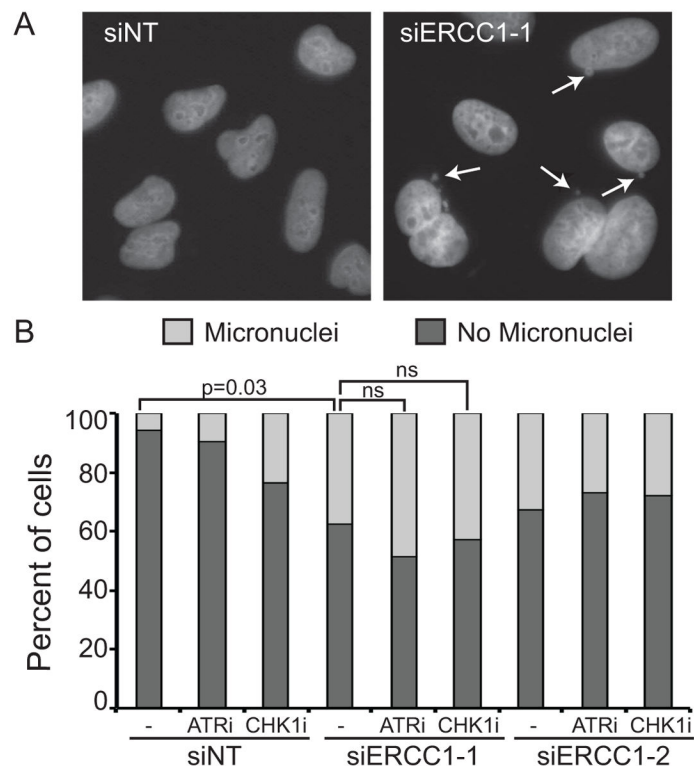 A
siNT
siERCC1-1
B
Micronuclei
No Micronuclei
ns
p=0.03
ns
Percent of cells
100
80
60
40
20
0
- ATRi CHK1i - ATRi CHK1i - ATRi CHK1i
siNT siERCC1-1 siERCC1-2